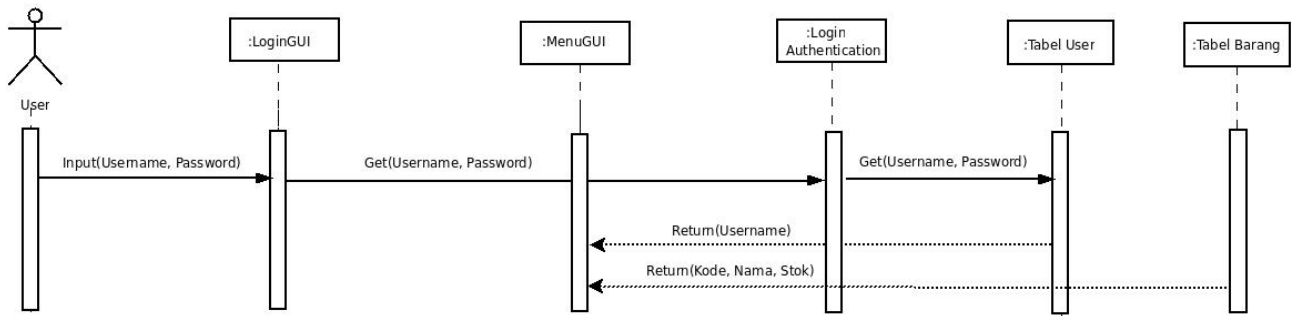 :LoginGUI
:MenuGUI
:Login
Authentication
:Tabel User
:Tabel Barang
User
Input(Username, Password)
Get(Username, Password)
Get(Username, Password)
Return(Username)
Return(Kode, Nama, Stok)